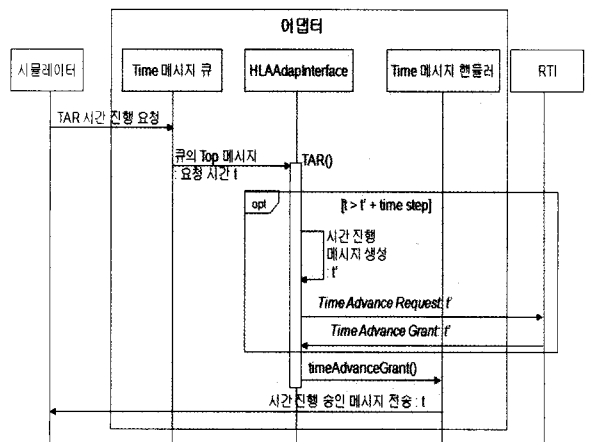 어댑터
시뮬레이터
Time 메시지 큐
HLAAdapInterface
Time 메시지 핸들러
RTI
TAR 시간 진행 요청
큐의 Top 메시지
: 요청 시간 t
TAR()
opt
[t > t' + time step]
시간 진행
메시지 생성
: t'
Time Advance Request: t'
Time Advance Grant: t'
timeAdvanceGrant()
시간 진행 승인 메시지 전송 : t